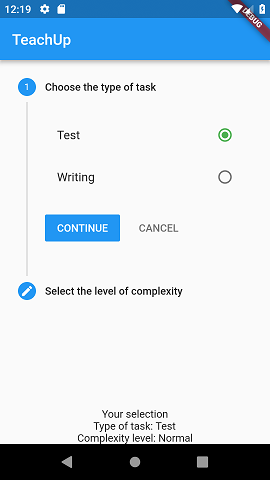 12:19
DEBUG
TeachUp
1 Choose the type of task
Test
Writing
CONTINUE CANCEL
Select the level of complexity
Your selection
Type of task: Test
Complexity level: Normal